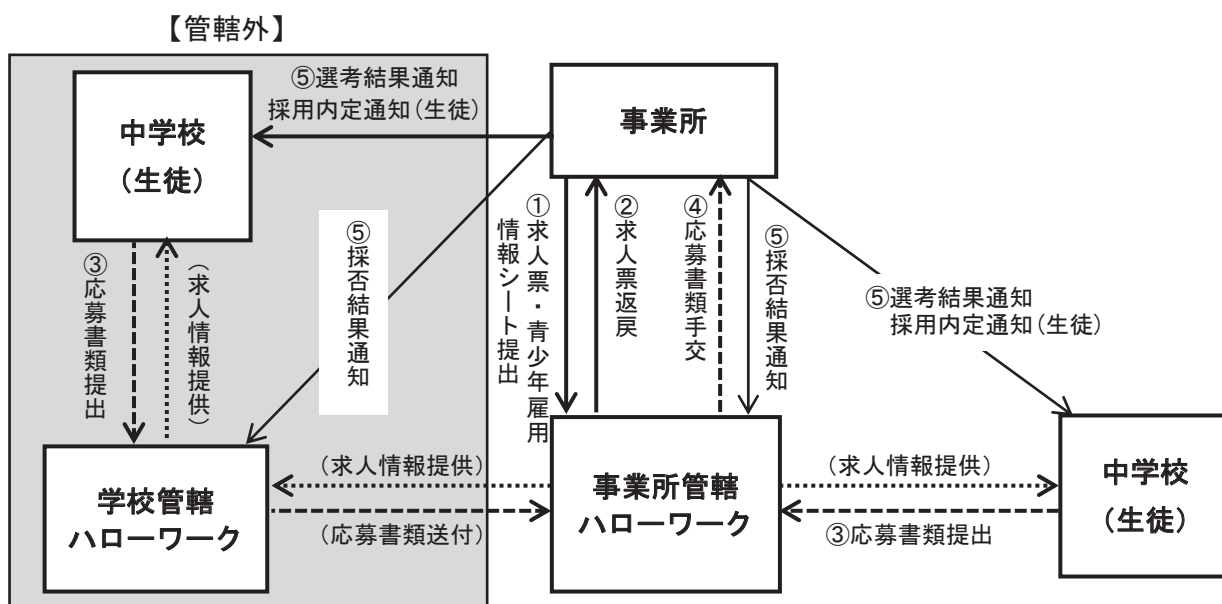 【管轄外】
⑤選考結果通知
採用内定通知(生徒)
中学校
(生徒)
事業所
①求人票・青少年雇用
情報シート提出
②求人票返戻
④応募書類手交
⑤採否結果通知
⑤採否結果通知
③応募書類提出
(求人情報提供)
⑤選考結果通知
採用内定通知(生徒)
学校管轄
ハローワーク
(求人情報提供)
(応募書類送付)
事業所管轄
ハローワーク
(求人情報提供)
③応募書類提出
中学校
(生徒)